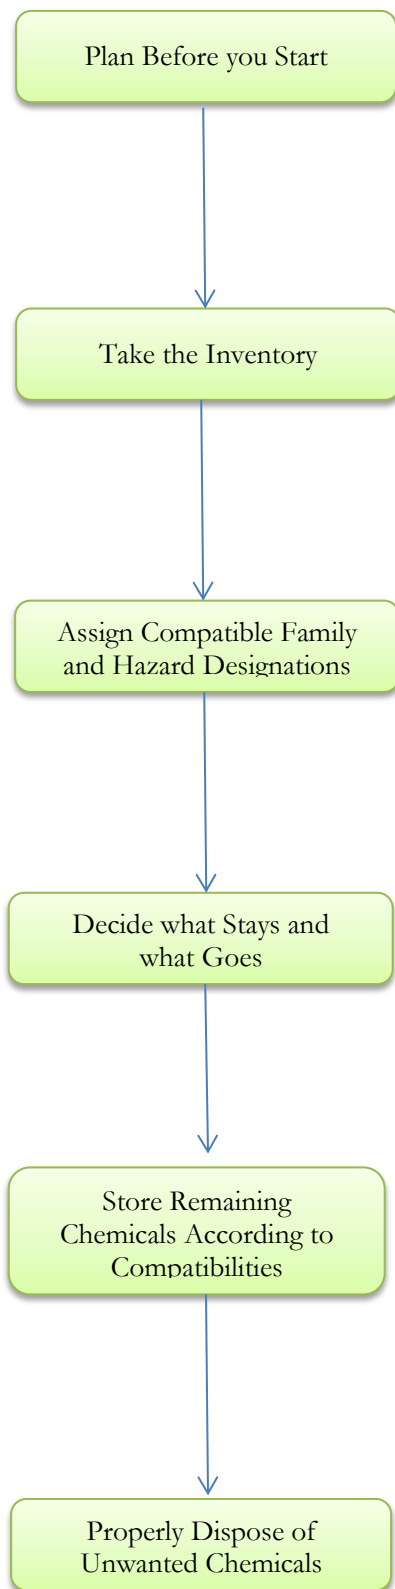 Plan Before you Start
Take the Inventory
Assign Compatible Family
and Hazard Designations
Decide what Stays and
what Goes
Store Remaining
Chemicals According to
Compatibilities
Properly Dispose of
Unwanted Chemicals